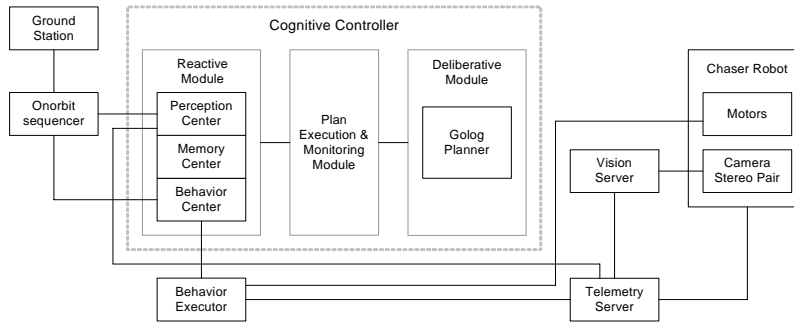 Ground
Station
Cognitive Controller
Reactive
Module
Deliberative
Module
Chaser Robot
Onorbit
sequencer
Perception
Center
Memory
Center
Behavior
Center
Plan
Execution &
Monitoring
Module
Golog
Planner
Motors
Vision
Server
Camera
Stereo Pair
Behavior
Executor
Telemetry
Server